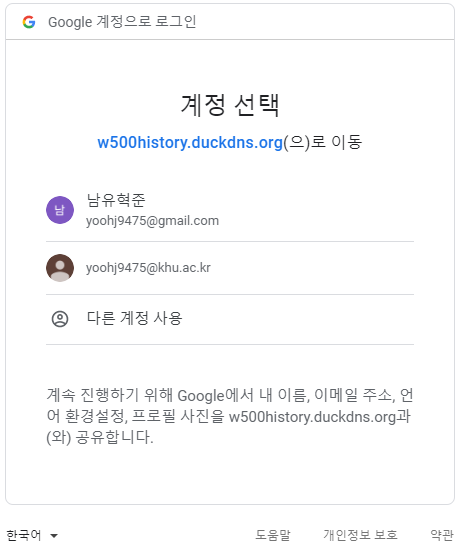 Google 계정으로 로그인
계정 선택
w500history.duckdns.org(으)로 이동
남
남유혁준
yoohj9475@gmail.com
yoohj9475@khu.ac.kr
다른 계정 사용
계속 진행하기 위해 Google에서 내 이름, 이메일 주소, 언
어 환경설정, 프로필 사진을 w500history.duckdns.org과
(와) 공유합니다.
한국어 도움말 개인정보 보호 약관